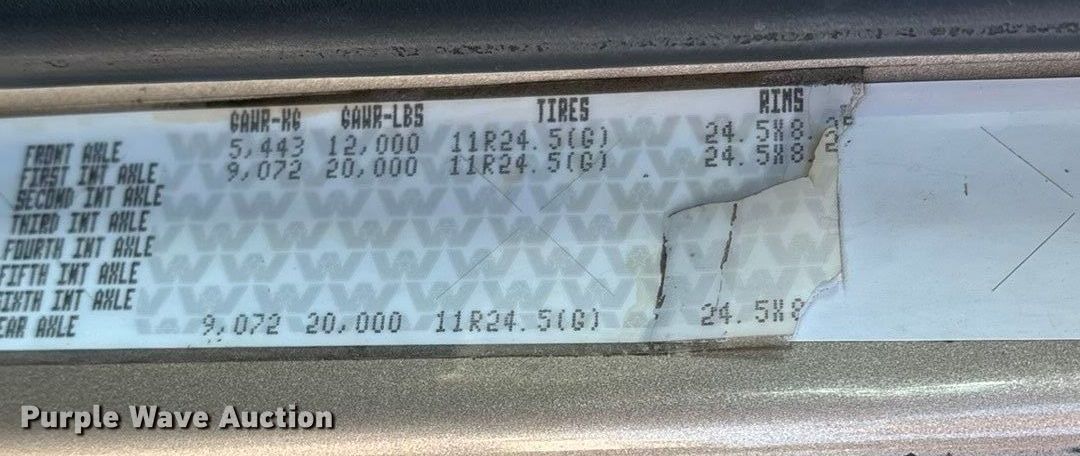 GAWR-KG GAWR-LBS TIRES RIMS
FRONT AXLE 5,443 12,000 11R24.5(G) 24.5X8.25
FIRST INT AXLE 9,072 20,000 11R24.5(G) 24.5X8.2
SECOND INT AXLE
THIRD INT AXLE
FOURTH INT AXLE
FIFTH INT AXLE
IXTH INT AXLE
EAR AXLE 9,072 20,000 11R24.5(G) 24.5X8
Purple Wave Auction